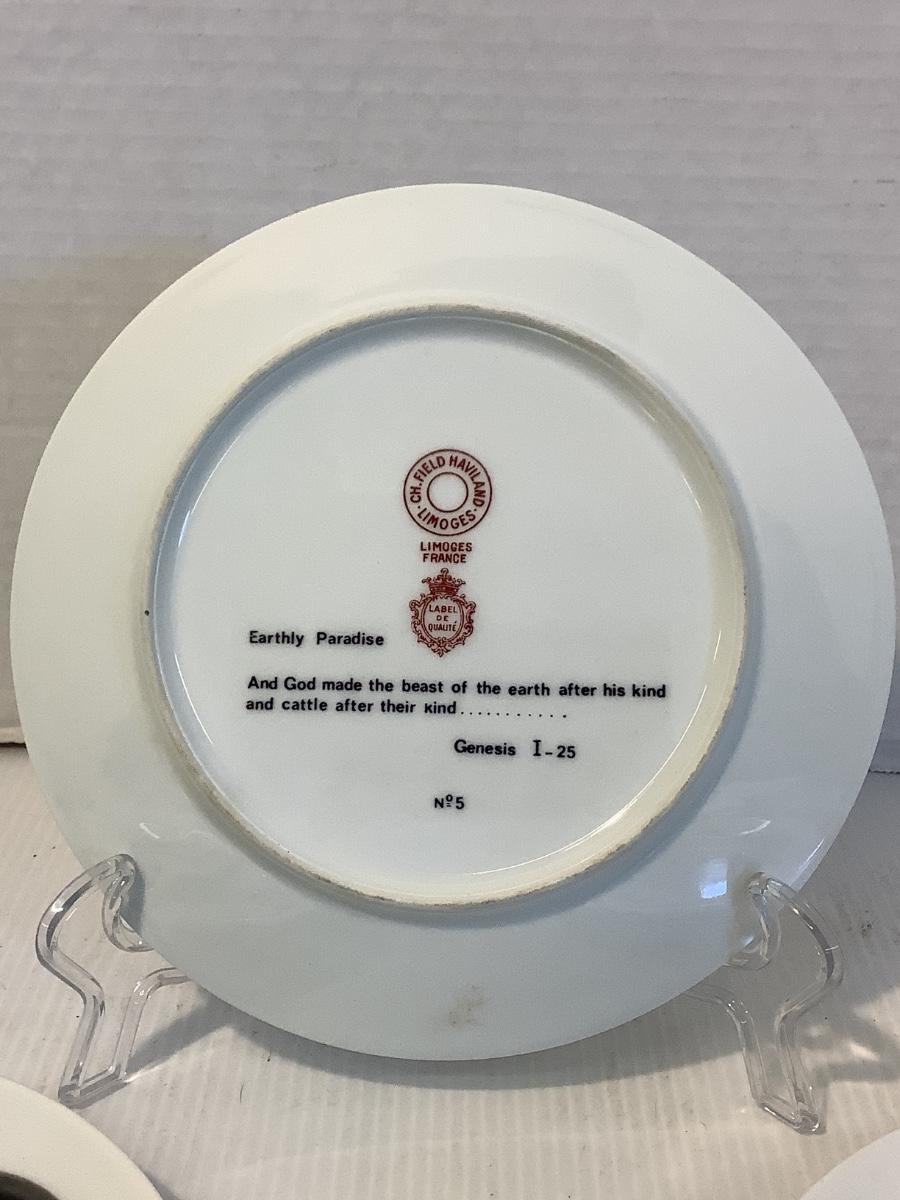 CH. FIELD HAVILAND
· LIMOGES ·
LIMOGES
FRANCE
LABEL
DE
QUALITÉ
Earthly Paradise
And God made the beast of the earth after his kind
and cattle after their kind...........
Genesis I-25
Nº5